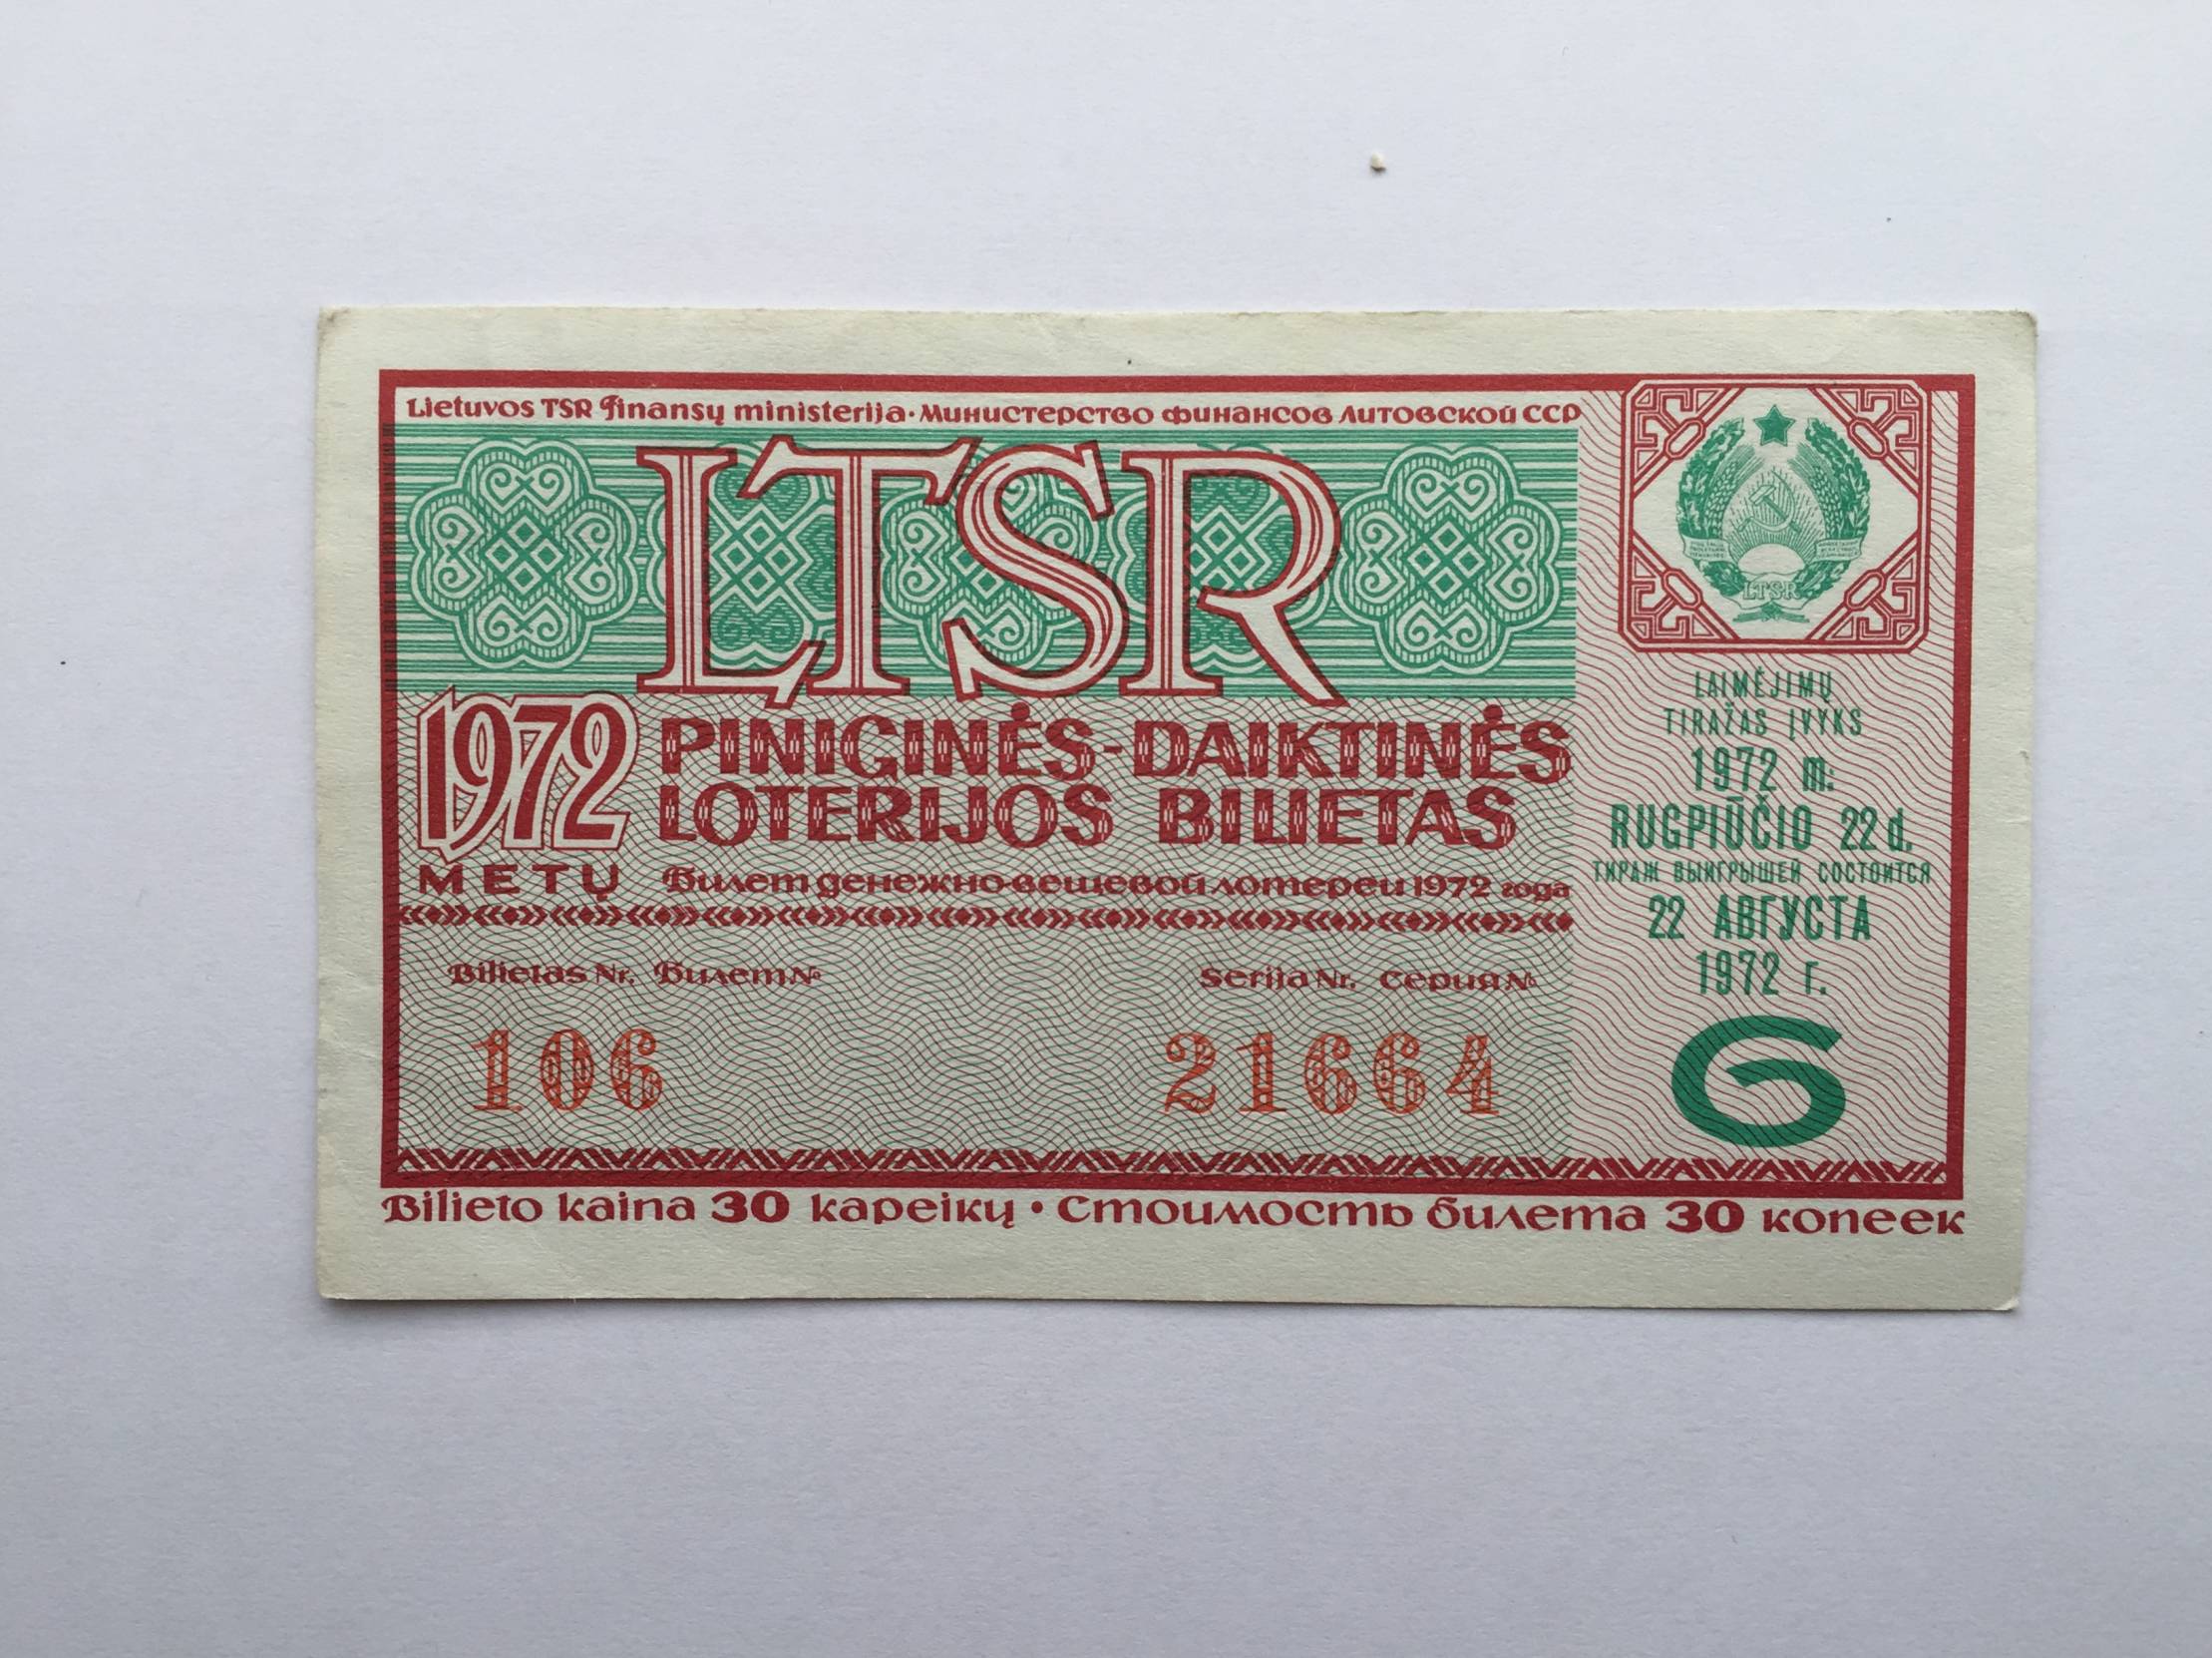 Lietuvos TSR Finansų ministerija · Министерство финансов Литовской ССР
LTSR
1972 PINIGINĖS-DAIKTINĖS
LOTERIJOS BILIETAS
METŲ Билет денежно-вещевой лотереи 1972 года
Bilietas Nr. Билет №
Serija Nr. Серия №
106
21664
LTSR
LAIMĖJIMŲ
TIRAŽAS ĮVYKS
1972 m.
RUGPIŪČIO 22 d.
ТИРАЖ ВЫИГРЫШЕЙ СОСТОИТСЯ
22 АВГУСТА
1972 г.
6
Bilieto kaina 30 kapeikų · Стоимость билета 30 копеек